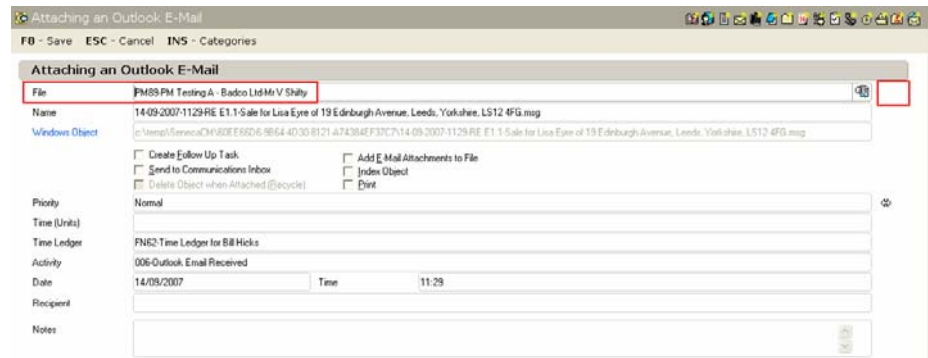 Attaching an Outlook E-Mail
F8 - Save ESC - Cancel INS - Categories
Attaching an Outlook E-Mail
File PM89-PM Testing A - Badco Ltd-Mr V Shifty
Name 14-09-2007-1129-RE E1.1-Sale for Lisa Eyre of 19 Edinburgh Avenue, Leeds, Yorkshire, LS12 4FG.msg
Windows Object
Create Follow Up Task Add E-Mail Attachments to File
Send to Communications Inbox Index Object
Delete Object when Attached (Recycle) Print
Priority Normal
Time (Units)
Time Ledger FN62-Time Ledger for Bill Hicks
Activity 006-Outlook Email Received
Date 14/09/2007 Time 11:29
Recipient
Notes